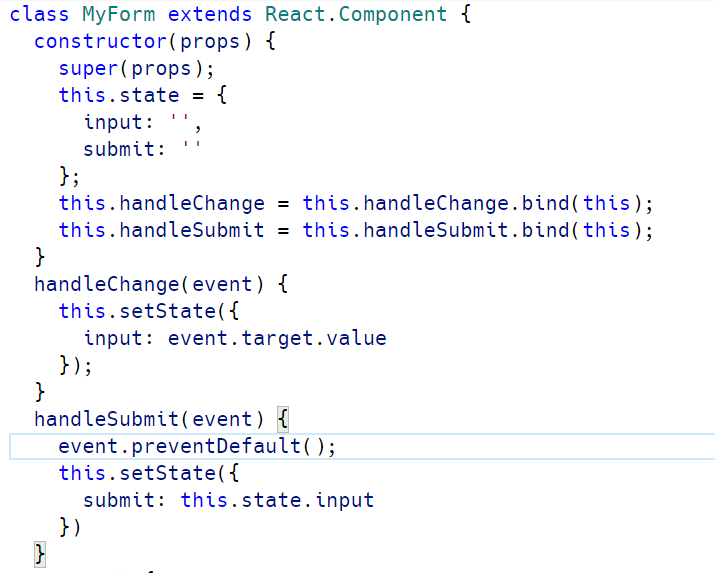 class MyForm extends React.Component {
  constructor(props) {
    super(props);
    this.state = {
      input: '',
      submit: ''
    };
    this.handleChange = this.handleChange.bind(this);
    this.handleSubmit = this.handleSubmit.bind(this);
  }
  handleChange(event) {
    this.setState({
      input: event.target.value
    });
  }
  handleSubmit(event) {
    event.preventDefault();
    this.setState({
      submit: this.state.input
    })
  }